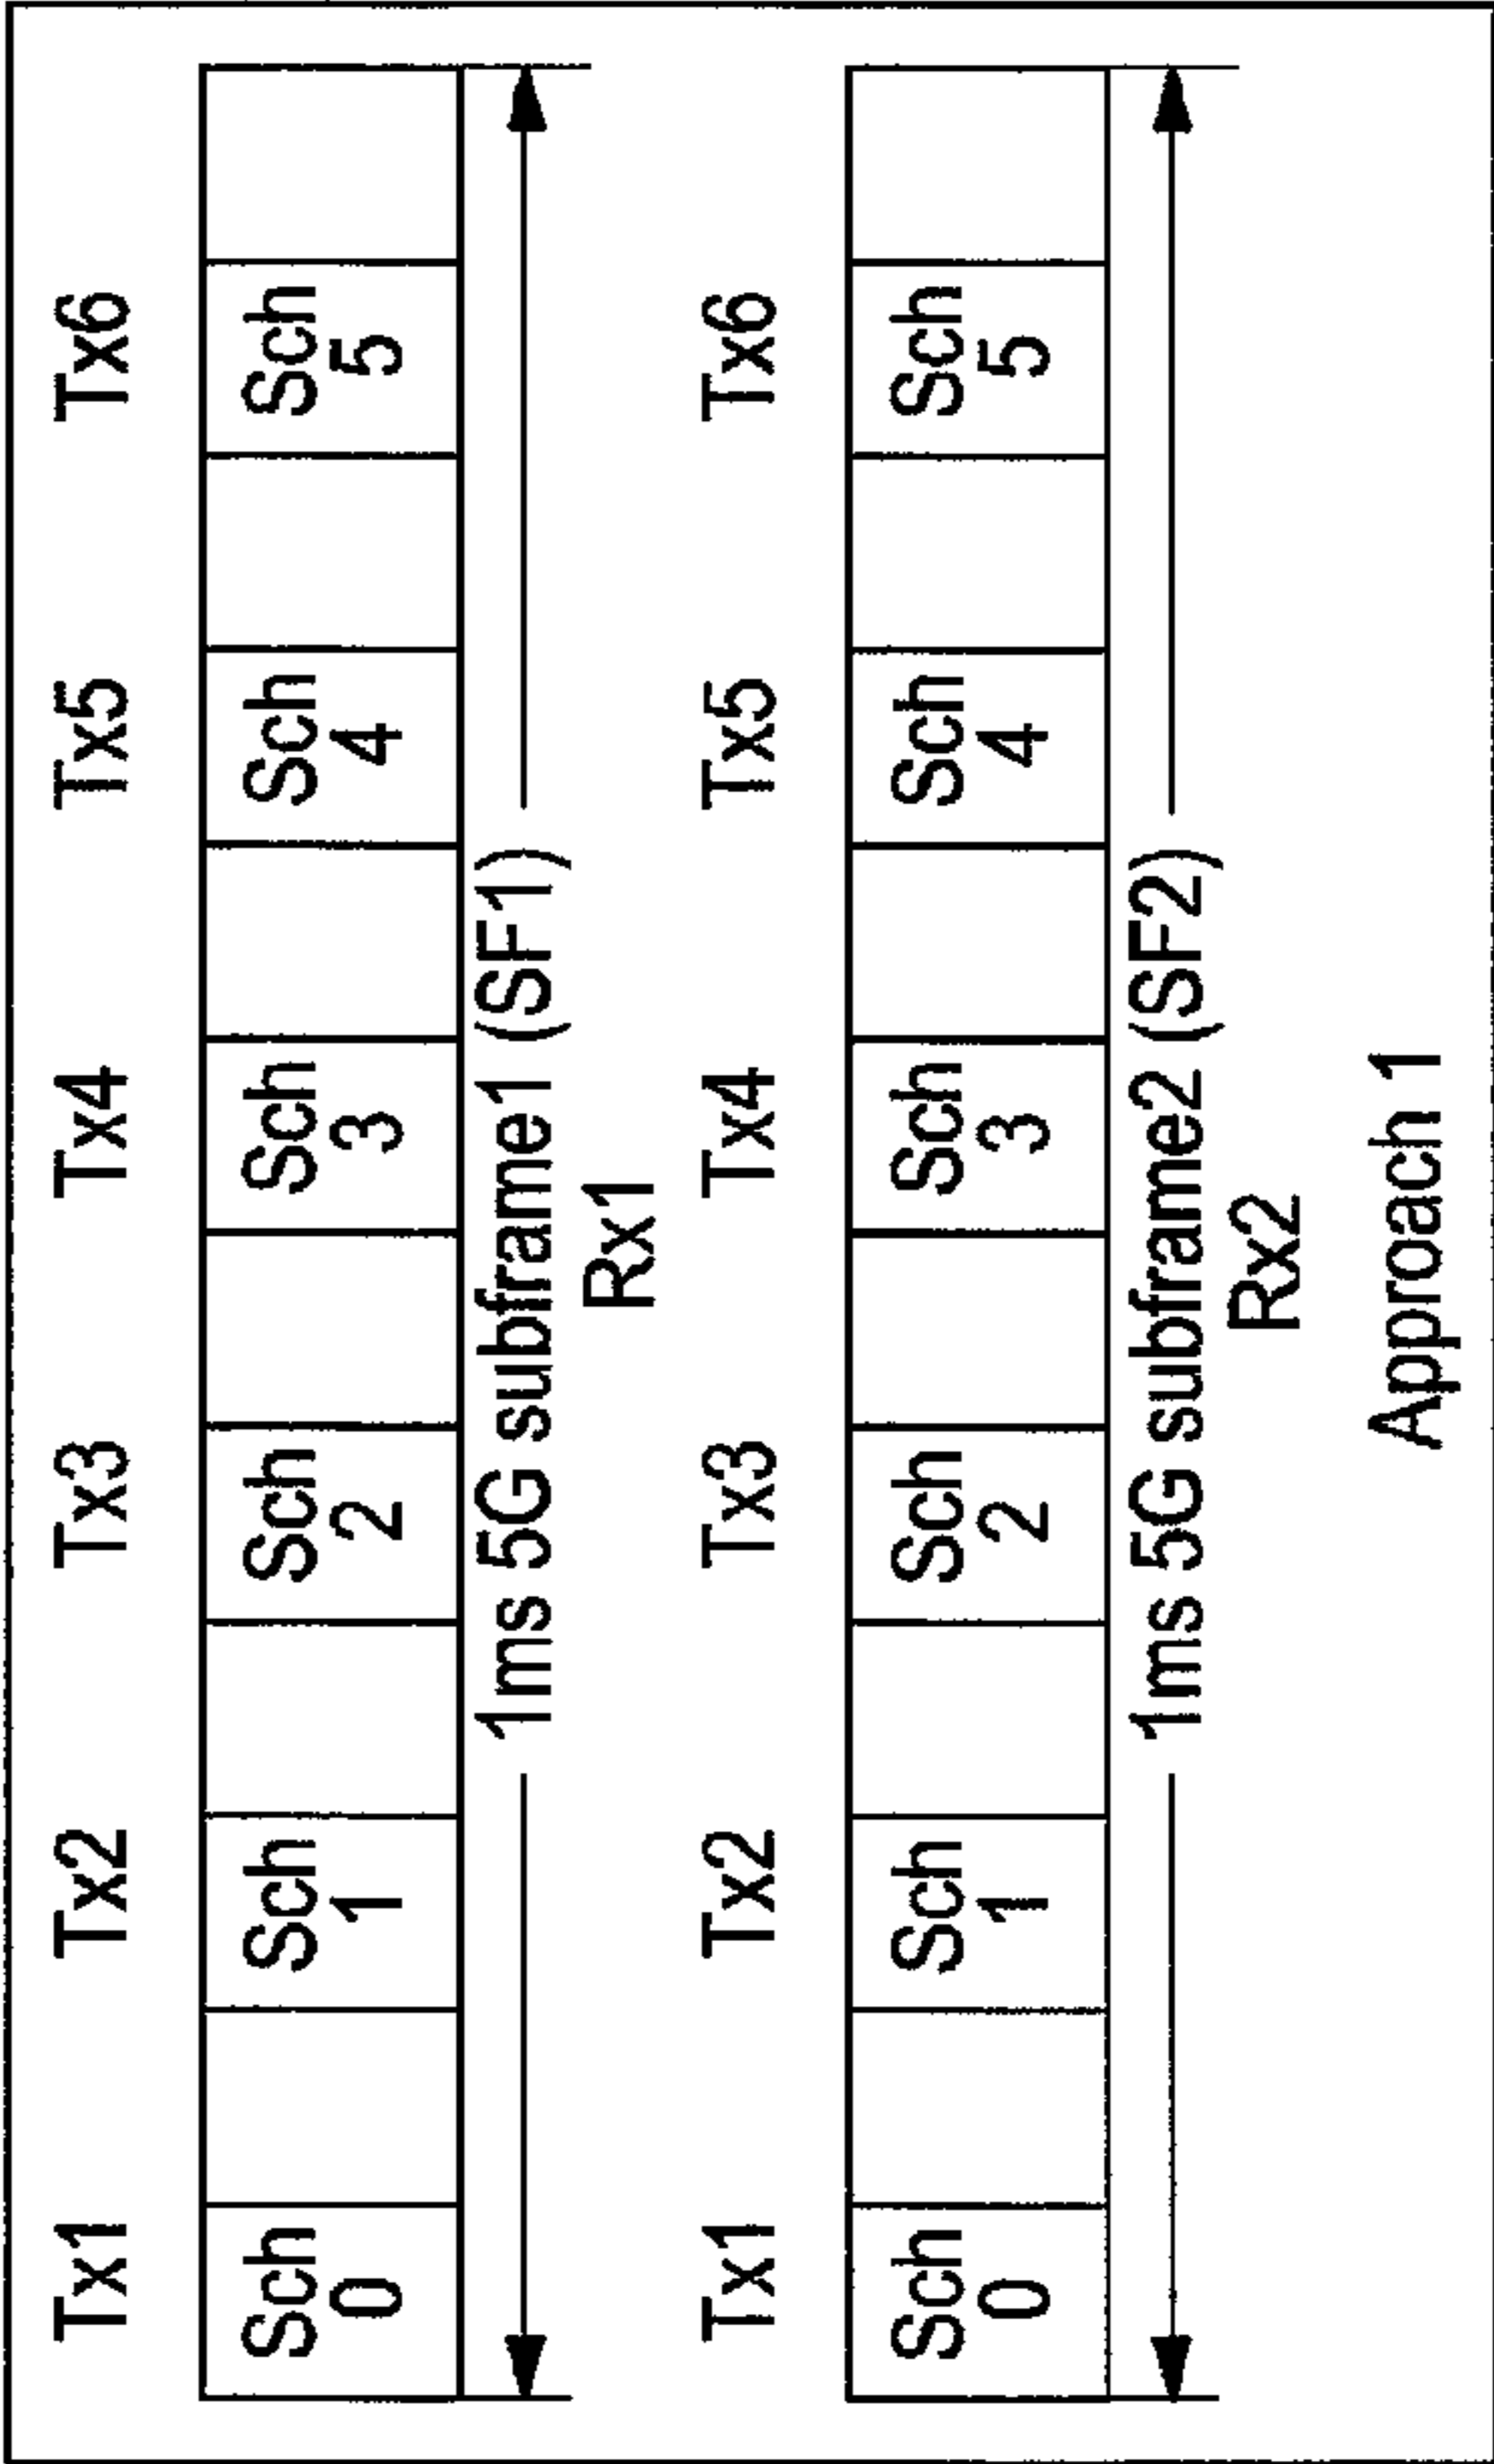 Tx1 Tx2 Tx3 Tx4 Tx5 Tx6
Sch Sch Sch Sch Sch Sch
0 1 2 3 4 5
1ms 5G subframe1 (SF1)
Rx1
Tx1 Tx2 Tx3 Tx4 Tx5 Tx6
Sch Sch Sch Sch Sch Sch
0 1 2 3 4 5
1ms 5G subframe2 (SF2)
Rx2
Approach 1